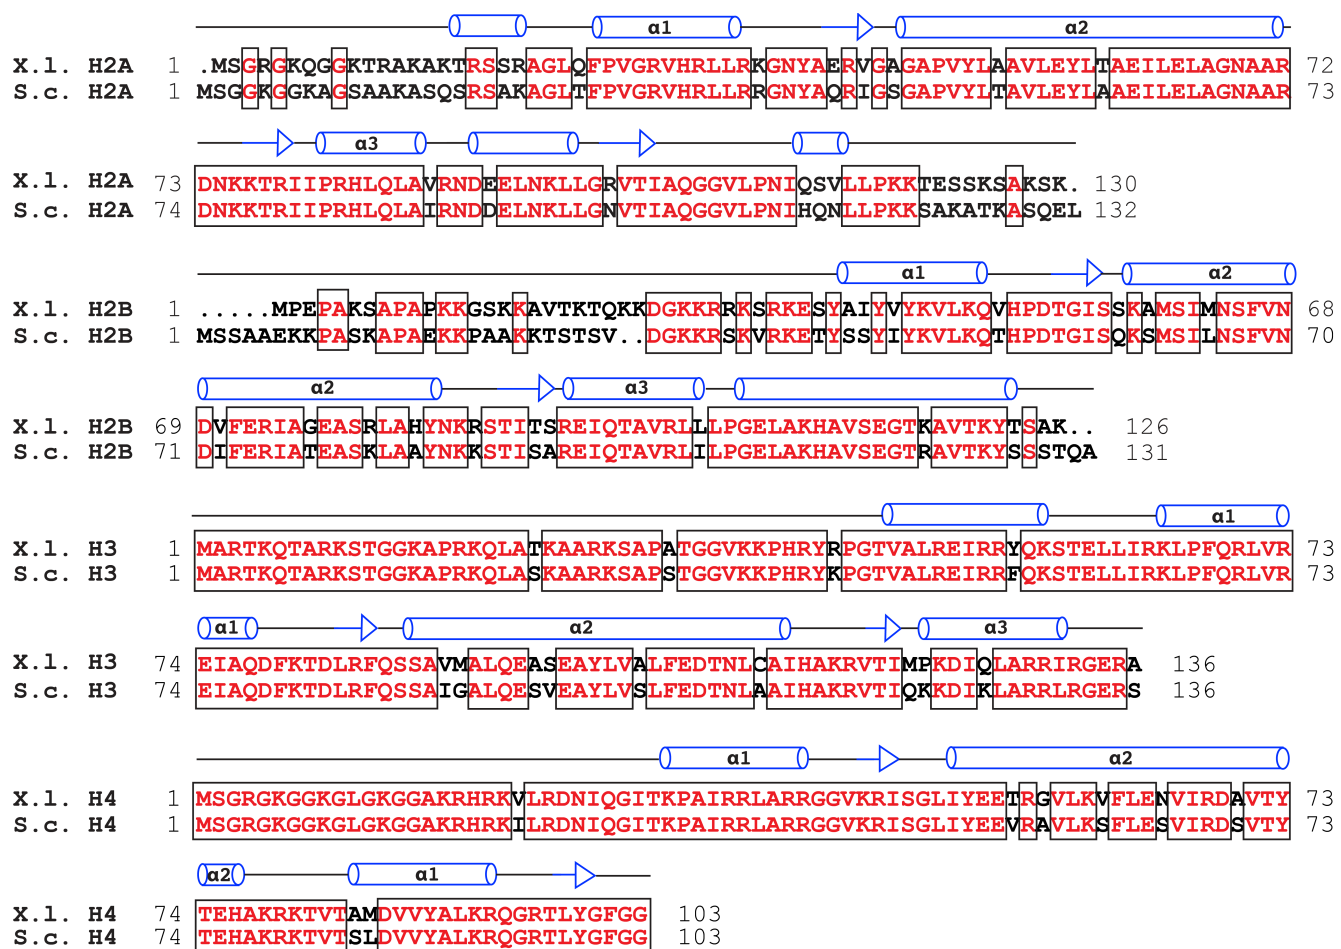 α1 α2
X.l. H2A 1 .MSGRGKQGGKTRAKAKTRSSRAGLQFPVGRVHRLLRKGNYAERVGAGAPVYLAAVLEYLTAEILELAGNAAR 72
S.c. H2A 1 MSGGKGGKAGSAAKASQSRSAKAGLTFPVGRVHRLLRRGNYAQRIGSGAPVYLTAVLEYLAAEILELAGNAAR 73
α3
X.l. H2A 73 DNKKTRIIPRHLQLAVRNDEELNKLLGRVTIAQGGVLPNIQSVLLPKKTESSKSAKSK. 130
S.c. H2A 74 DNKKTRIIPRHLQLAIRNDDELNKLLGNVTIAQGGVLPNIHQNLLPKKSAKATKASQEL 132
α1 α2
X.l. H2B 1 .....MPEPAKSAPAPKKGSKKAVTKTQKKDGKKRRKSRKESYAIYVYKVLKQVHPDTGISSKAMSIMNSFVN 68
S.c. H2B 1 MSSAAEKKPASKAPAEKKPAAKKTSTSV..DGKKRSKVRKETYSSYIYKVLKQTHPDTGISQKSMSILNSFVN 70
α2 α3
X.l. H2B 69 DVFERIAGEASRLAHYNKRSTITSREIQTAVRLLLPGELAKHAVSEGTKAVTKYTSAK.. 126
S.c. H2B 71 DIFERIATEASKLAAYNKKSTISAREIQTAVRLILPGELAKHAVSEGTRAVTKYSSSTQA 131
α1
X.l. H3 1 MARTKQTARKSTGGKAPRKQLATKAARKSAPATGGVKKPHRYRPGTVALREIRRYQKSTELLIRKLPFQRLVR 73
S.c. H3 1 MARTKQTARKSTGGKAPRKQLASKAARKSAPSTGGVKKPHRYKPGTVALREIRRFQKSTELLIRKLPFQRLVR 73
α1 α2 α3
X.l. H3 74 EIAQDFKTDLRFQSSAVMALQEASEAYLVALFEDTNLCAIHAKRVTIMPKDIQLARRIRGERA 136
S.c. H3 74 EIAQDFKTDLRFQSSAIGALQESVEAYLVSLFEDTNLAAIHAKRVTIQKKDIKLARRLRGERS 136
α1 α2
X.l. H4 1 MSGRGKGGKGLGKGGAKRHRKVLRDNIQGITKPAIRRLARRGGVKRISGLIYEETRGVLKVFLENVIRDAVTY 73
S.c. H4 1 MSGRGKGGKGLGKGGAKRHRKILRDNIQGITKPAIRRLARRGGVKRISGLIYEEVRAVLKSFLESVIRDSVTY 73
α2 α1
X.l. H4 74 TEHAKRKTVTAMDVVYALKRQGRTLYGFGG 103
S.c. H4 74 TEHAKRKTVTSLDVVYALKRQGRTLYGFGG 103